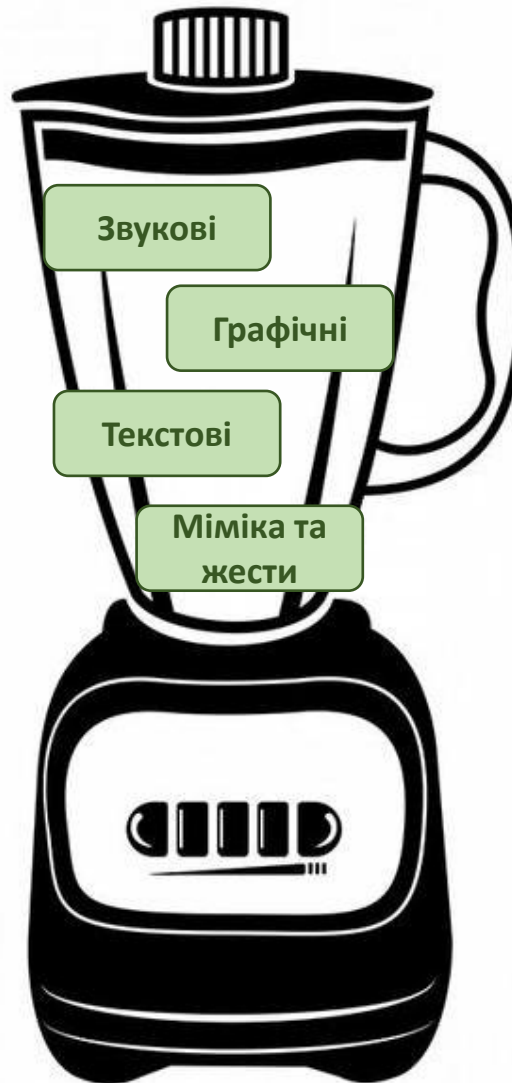 Звукові
Графічні
Текстові
Міміка та
жести